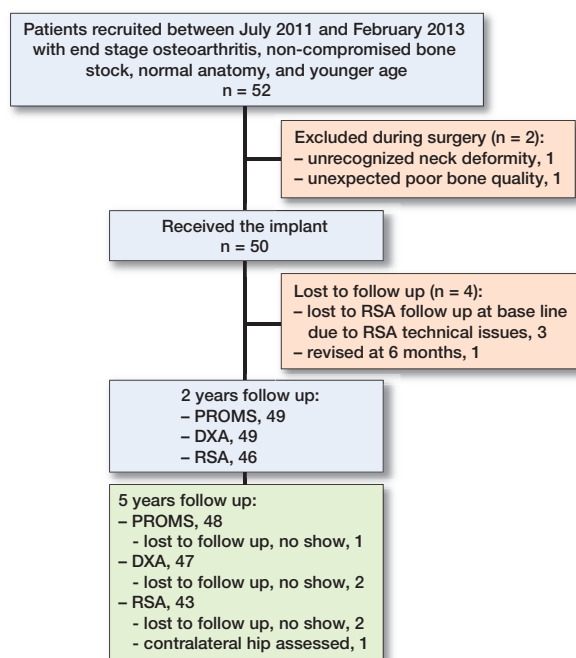 Patients recruited between July 2011 and February 2013
with end stage osteoarthritis, non-compromised bone
stock, normal anatomy, and younger age
n = 52
Excluded during surgery (n = 2):
– unrecognized neck deformity, 1
– unexpected poor bone quality, 1
Received the implant
n = 50
Lost to follow up (n = 4):
– lost to RSA follow up at base line
due to RSA technical issues, 3
– revised at 6 months, 1
2 years follow up:
– PROMS, 49
– DXA, 49
– RSA, 46
5 years follow up:
– PROMS, 48
- lost to follow up, no show, 1
– DXA, 47
- lost to follow up, no show, 2
– RSA, 43
- lost to follow up, no show, 2
- contralateral hip assessed, 1